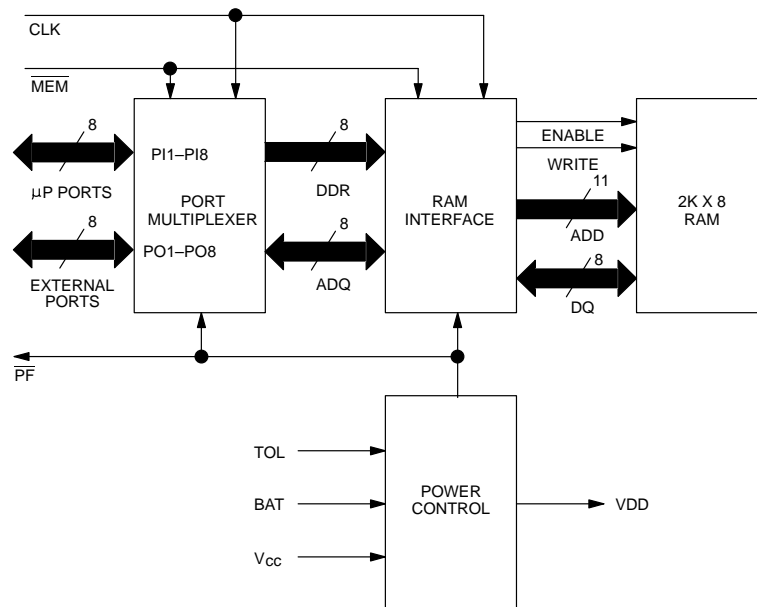 CLK
MEM
8
8
8
11
8
8
8
μP PORTS
PI1–PI8
PORT
MULTIPLEXER
PO1–PO8
EXTERNAL
PORTS
DDR
ADQ
RAM
INTERFACE
ENABLE
WRITE
ADD
DQ
2K X 8
RAM
PF
TOL
BAT
VCC
POWER
CONTROL
VDD